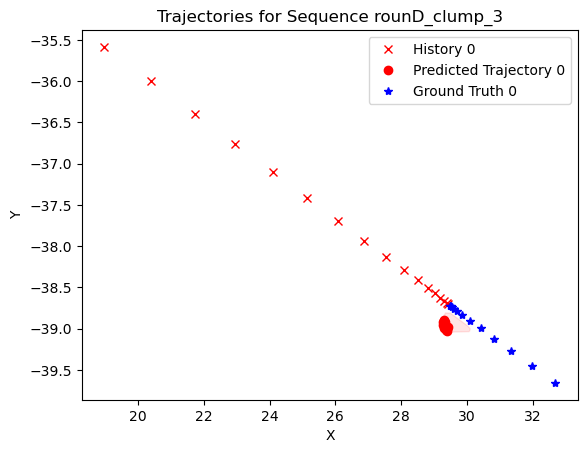 Trajectories for Sequence rounD_clump_3
History 0
Predicted Trajectory 0
Ground Truth 0
−35.5
−36.0
−36.5
−37.0
−37.5
−38.0
−38.5
−39.0
−39.5
Y
20 22 24 26 28 30 32
X